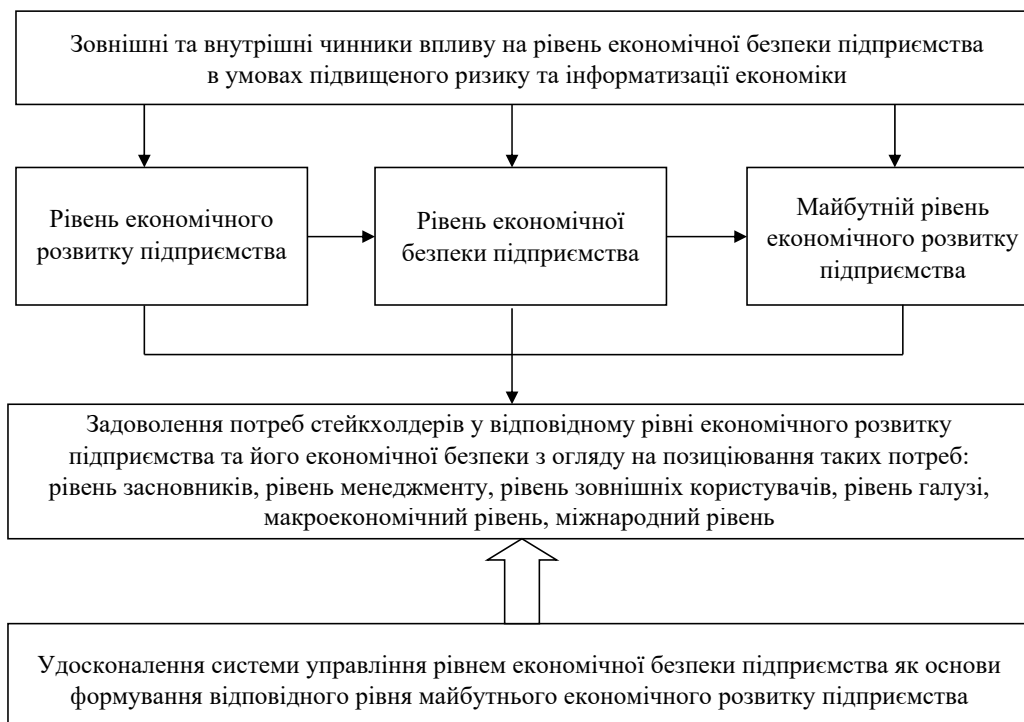 Зовнішні та внутрішні чинники впливу на рівень економічної безпеки підприємства
в умовах підвищеного ризику та інформатизації економіки
Рівень економічного
розвитку підприємства
Рівень економічної
безпеки підприємства
Майбутній рівень
економічного розвитку
підприємства
Задоволення потреб стейкхолдерів у відповідному рівні економічного розвитку
підприємства та його економічної безпеки з огляду на позиціювання таких потреб:
рівень засновників, рівень менеджменту, рівень зовнішніх користувачів, рівень галузі,
макроекономічний рівень, міжнародний рівень
Удосконалення системи управління рівнем економічної безпеки підприємства як основи
формування відповідного рівня майбутнього економічного розвитку підприємства